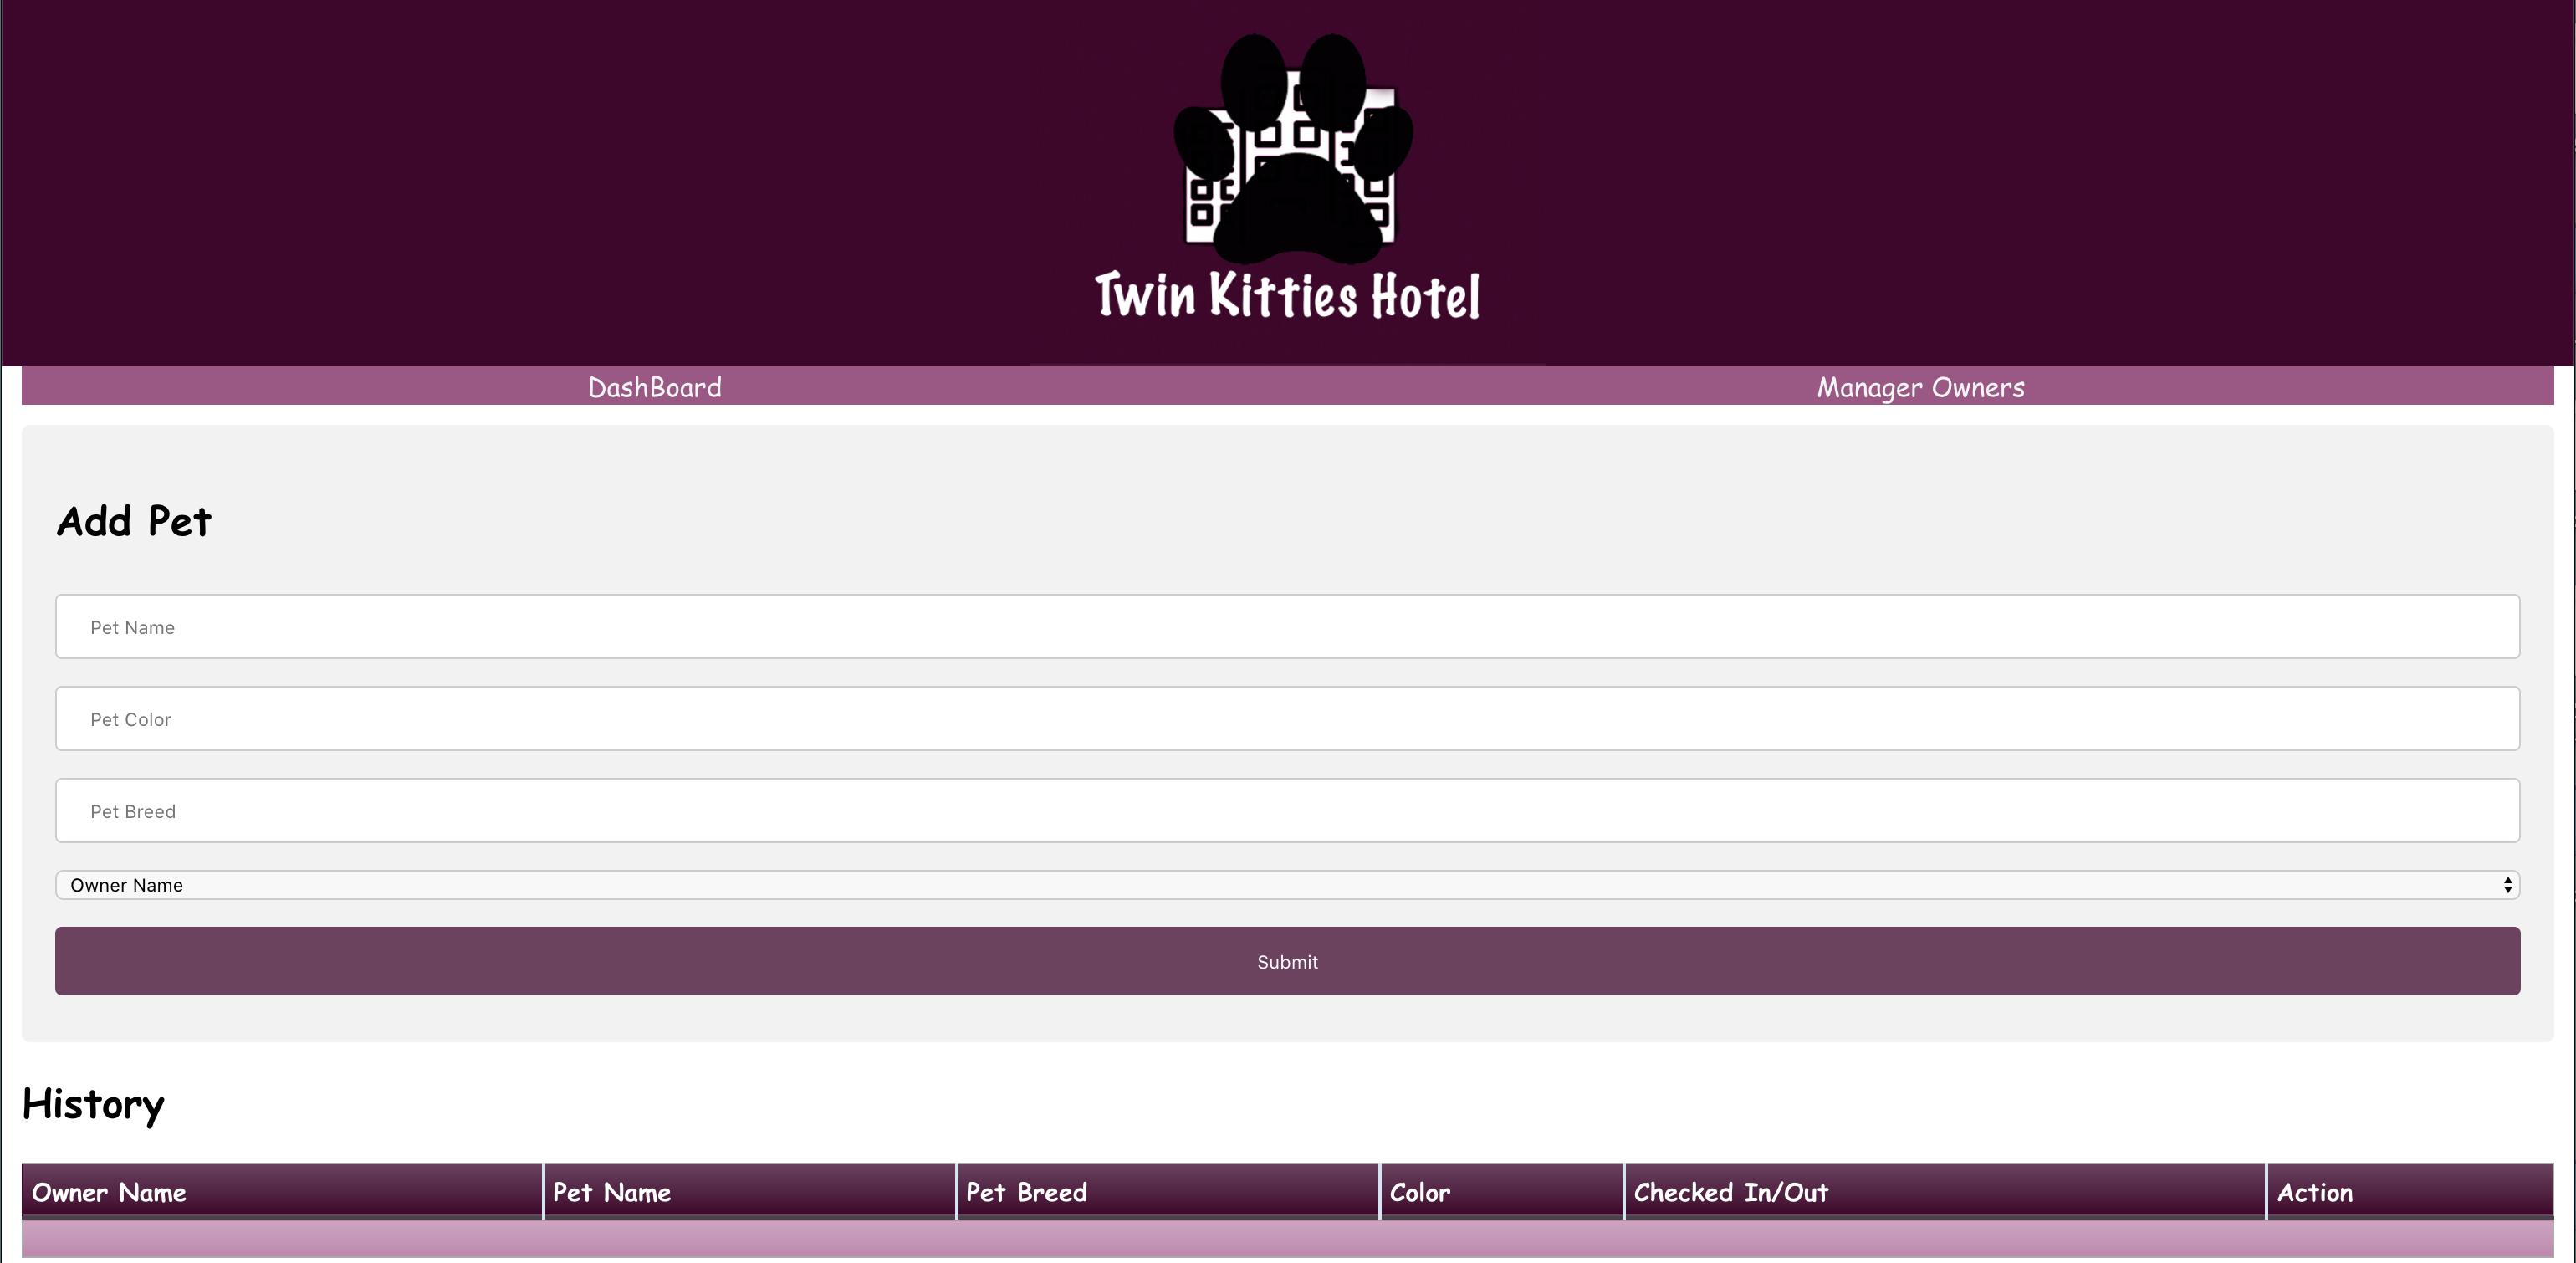 Twin Kitties Hotel
DashBoard Manager Owners
Add Pet
Pet Name
Pet Color
Pet Breed
Owner Name
Submit
History
Owner Name Pet Name Pet Breed Color Checked In/Out Action